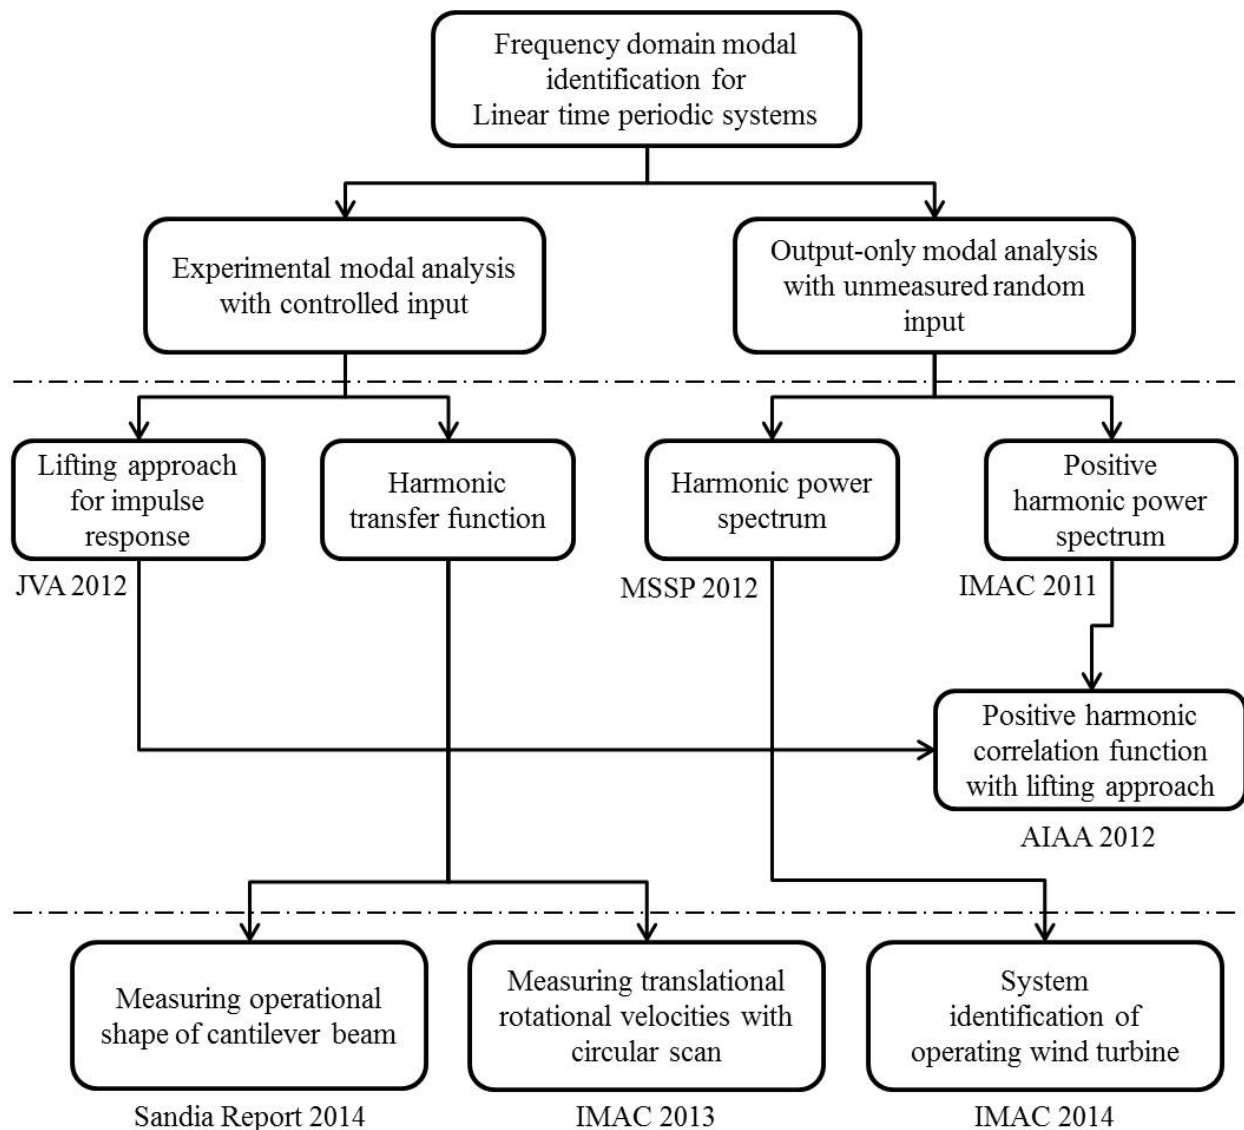 Frequency domain modal
identification for
Linear time periodic systems
Experimental modal analysis
with controlled input
Output-only modal analysis
with unmeasured random
input
Lifting approach
for impulse
response
JVA 2012
Harmonic
transfer function
Harmonic power
spectrum
MSSP 2012
Positive
harmonic power
spectrum
IMAC 2011
Positive harmonic
correlation function
with lifting approach
AIAA 2012
Measuring operational
shape of cantilever beam
Sandia Report 2014
Measuring translational
rotational velocities with
circular scan
IMAC 2013
System
identification of
operating wind turbine
IMAC 2014